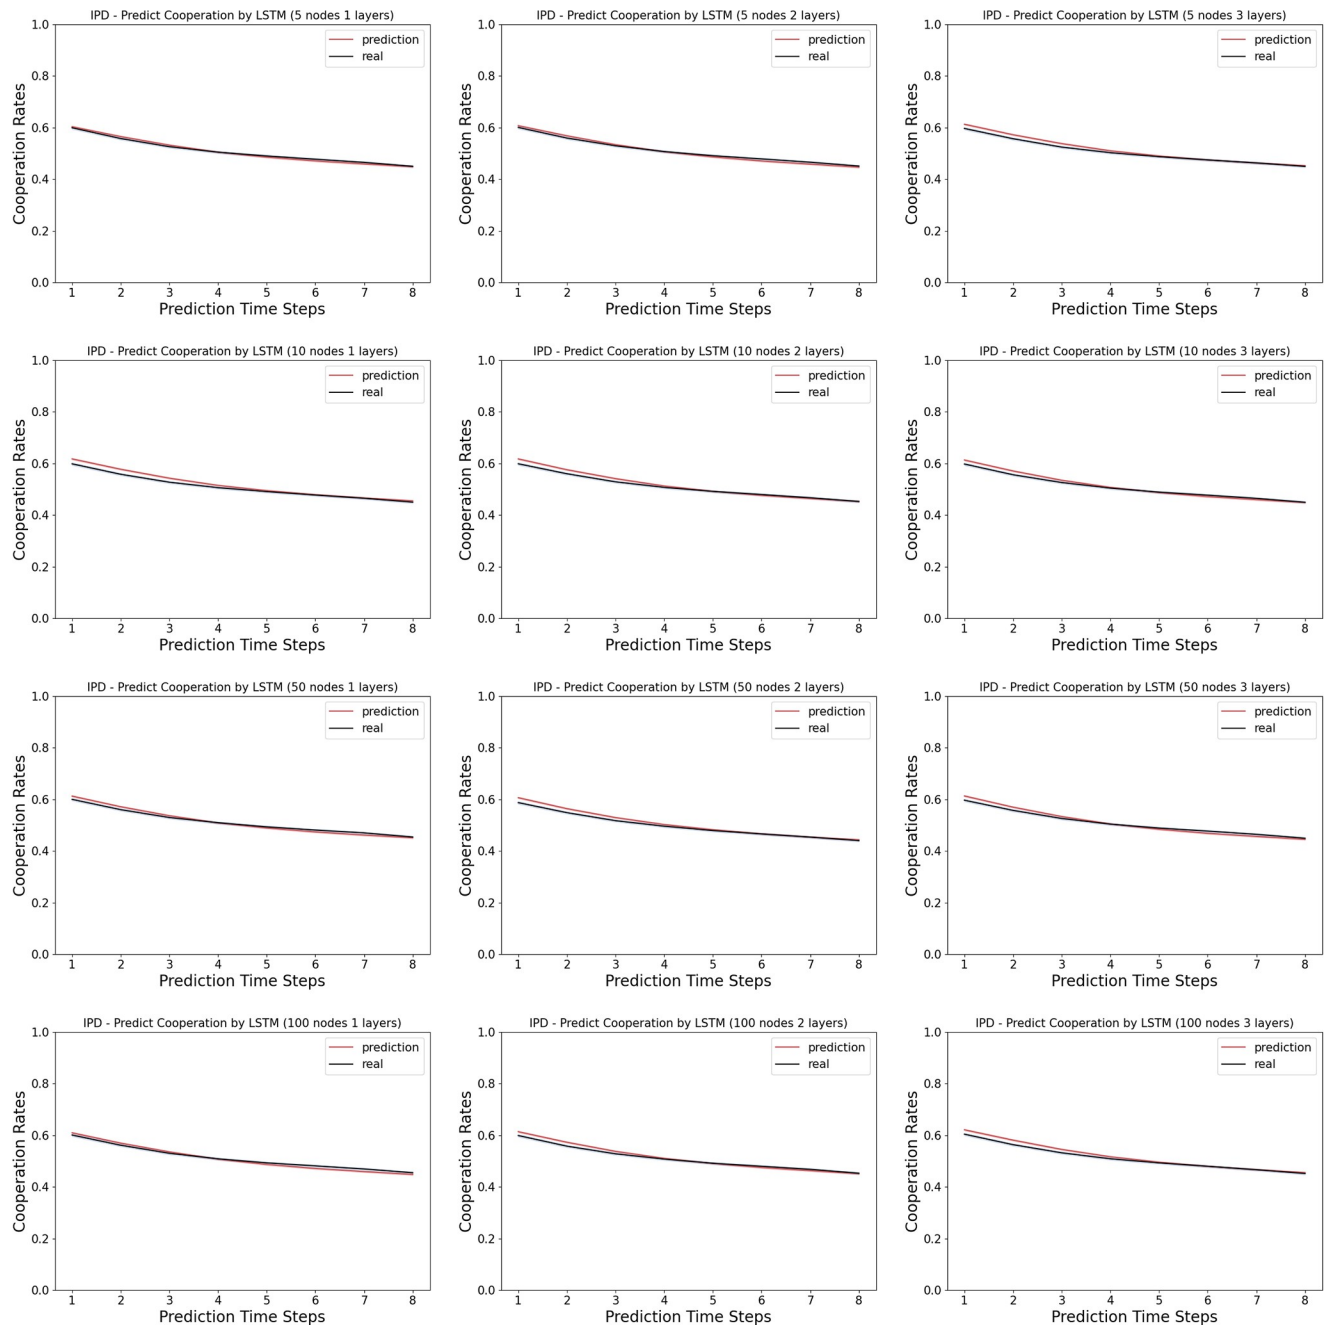 IPD - Predict Cooperation by LSTM (5 nodes 1 layers)
prediction
real
Cooperation Rates
1.0
0.8
0.6
0.4
0.2
0.0
1 2 3 4 5 6 7 8
Prediction Time Steps
IPD - Predict Cooperation by LSTM (5 nodes 2 layers)
prediction
real
Cooperation Rates
1.0
0.8
0.6
0.4
0.2
0.0
1 2 3 4 5 6 7 8
Prediction Time Steps
IPD - Predict Cooperation by LSTM (5 nodes 3 layers)
prediction
real
Cooperation Rates
1.0
0.8
0.6
0.4
0.2
0.0
1 2 3 4 5 6 7 8
Prediction Time Steps
IPD - Predict Cooperation by LSTM (10 nodes 1 layers)
prediction
real
Cooperation Rates
1.0
0.8
0.6
0.4
0.2
0.0
1 2 3 4 5 6 7 8
Prediction Time Steps
IPD - Predict Cooperation by LSTM (10 nodes 2 layers)
prediction
real
Cooperation Rates
1.0
0.8
0.6
0.4
0.2
0.0
1 2 3 4 5 6 7 8
Prediction Time Steps
IPD - Predict Cooperation by LSTM (10 nodes 3 layers)
prediction
real
Cooperation Rates
1.0
0.8
0.6
0.4
0.2
0.0
1 2 3 4 5 6 7 8
Prediction Time Steps
IPD - Predict Cooperation by LSTM (50 nodes 1 layers)
prediction
real
Cooperation Rates
1.0
0.8
0.6
0.4
0.2
0.0
1 2 3 4 5 6 7 8
Prediction Time Steps
IPD - Predict Cooperation by LSTM (50 nodes 2 layers)
prediction
real
Cooperation Rates
1.0
0.8
0.6
0.4
0.2
0.0
1 2 3 4 5 6 7 8
Prediction Time Steps
IPD - Predict Cooperation by LSTM (50 nodes 3 layers)
prediction
real
Cooperation Rates
1.0
0.8
0.6
0.4
0.2
0.0
1 2 3 4 5 6 7 8
Prediction Time Steps
IPD - Predict Cooperation by LSTM (100 nodes 1 layers)
prediction
real
Cooperation Rates
1.0
0.8
0.6
0.4
0.2
0.0
1 2 3 4 5 6 7 8
Prediction Time Steps
IPD - Predict Cooperation by LSTM (100 nodes 2 layers)
prediction
real
Cooperation Rates
1.0
0.8
0.6
0.4
0.2
0.0
1 2 3 4 5 6 7 8
Prediction Time Steps
IPD - Predict Cooperation by LSTM (100 nodes 3 layers)
prediction
real
Cooperation Rates
1.0
0.8
0.6
0.4
0.2
0.0
1 2 3 4 5 6 7 8
Prediction Time Steps